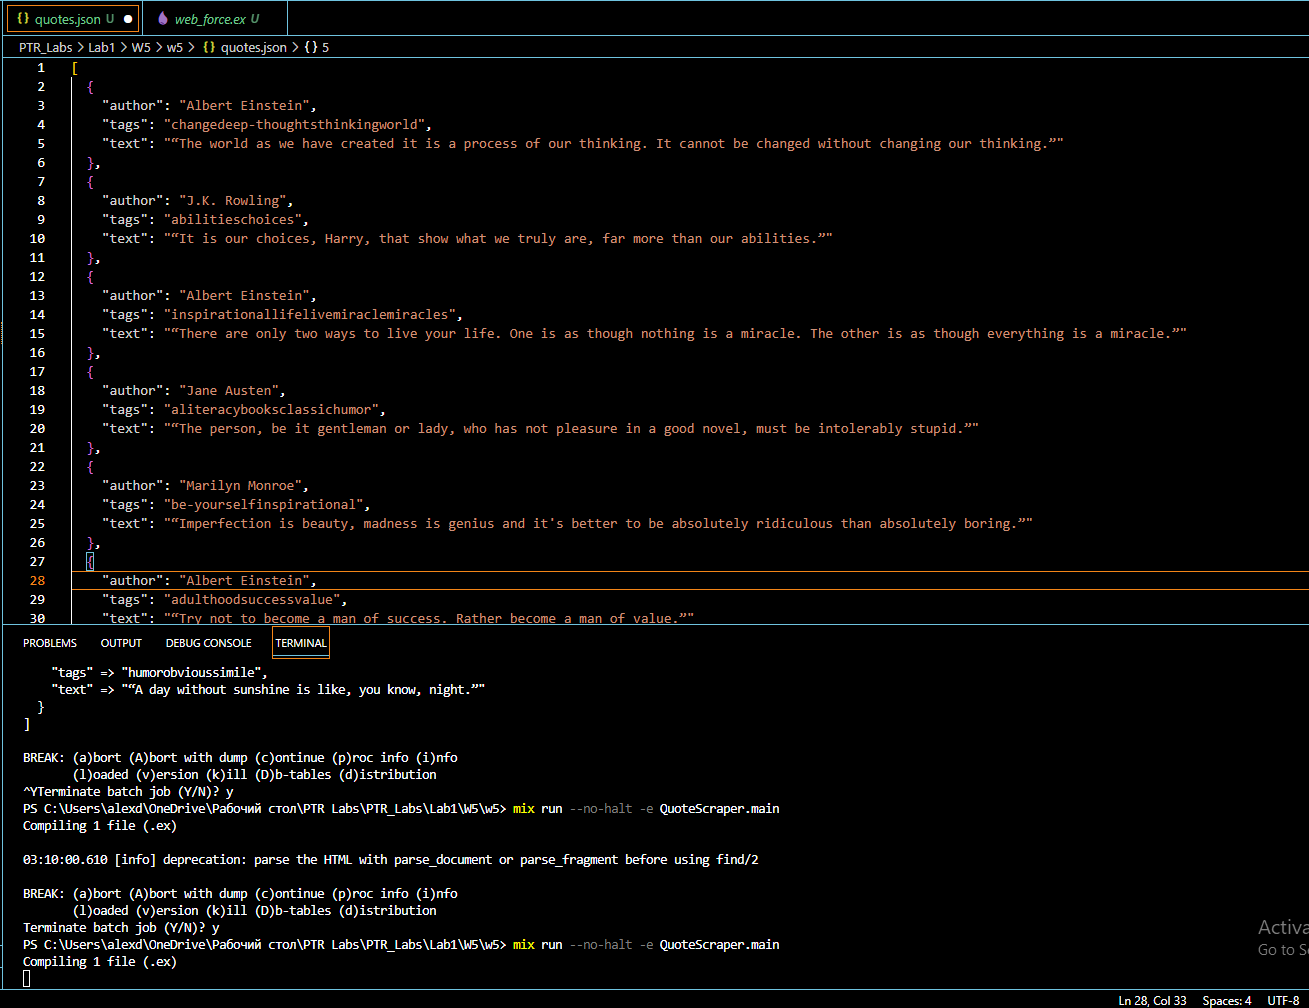 {} quotes.json U ●
web_force.ex U
PTR_Labs > Lab1 > W5 > w5 > {} quotes.json > {} 5
1 [
2 {
3 "author": "Albert Einstein",
4 "tags": "changedeep-thoughtsthinkingworld",
5 "text": "“The world as we have created it is a process of our thinking. It cannot be changed without changing our thinking.”"
6 },
7 {
8 "author": "J.K. Rowling",
9 "tags": "abilitieschoices",
10 "text": "“It is our choices, Harry, that show what we truly are, far more than our abilities.”"
11 },
12 {
13 "author": "Albert Einstein",
14 "tags": "inspirationallifelivemiraclemiracles",
15 "text": "“There are only two ways to live your life. One is as though nothing is a miracle. The other is as though everything is a miracle.”"
16 },
17 {
18 "author": "Jane Austen",
19 "tags": "aliteracybooksclassichumor",
20 "text": "“The person, be it gentleman or lady, who has not pleasure in a good novel, must be intolerably stupid.”"
21 },
22 {
23 "author": "Marilyn Monroe",
24 "tags": "be-yourselfinspirational",
25 "text": "“Imperfection is beauty, madness is genius and it's better to be absolutely ridiculous than absolutely boring.”"
26 },
27 {
28 "author": "Albert Einstein",
29 "tags": "adulthoodsuccessvalue",
30 "text": "“Try not to become a man of success. Rather become a man of value.”"
PROBLEMS OUTPUT DEBUG CONSOLE TERMINAL
"tags" => "humorobvioussimile",
"text" => "“A day without sunshine is like, you know, night.”"
}
]
BREAK: (a)bort (A)bort with dump (c)ontinue (p)roc info (i)nfo
(l)oaded (v)ersion (k)ill (D)b-tables (d)istribution
^YTerminate batch job (Y/N)? y
PS C:\Users\alexd\OneDrive\Рабочий стол\PTR Labs\PTR_Labs\Lab1\W5\w5> mix run --no-halt -e QuoteScraper.main
Compiling 1 file (.ex)
03:10:00.610 [info] deprecation: parse the HTML with parse_document or parse_fragment before using find/2
BREAK: (a)bort (A)bort with dump (c)ontinue (p)roc info (i)nfo
(l)oaded (v)ersion (k)ill (D)b-tables (d)istribution
Terminate batch job (Y/N)? y
PS C:\Users\alexd\OneDrive\Рабочий стол\PTR Labs\PTR_Labs\Lab1\W5\w5> mix run --no-halt -e QuoteScraper.main
Compiling 1 file (.ex)
Activa
Go to S
Ln 28, Col 33 Spaces: 4 UTF-8